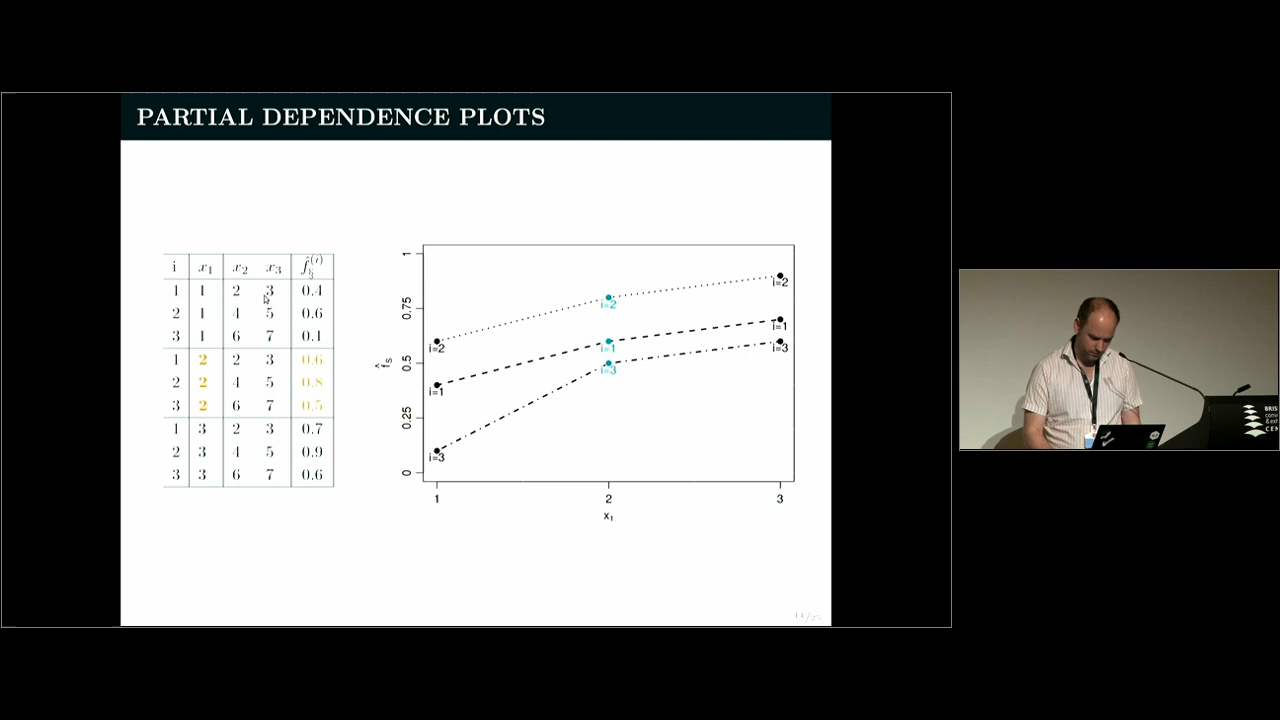 PARTIAL DEPENDENCE PLOTS
i x₁ x₂ x₃
1 1 2 3 0.4
2 1 4 5 0.6
3 1 6 7 0.1
1 2 2 3 0.6
2 2 4 5 0.8
3 2 6 7 0.5
1 3 2 3 0.7
2 3 4 5 0.9
3 3 6 7 0.6
1
0.75
0.5
0.25
0
f̂s
i=2
i=2
i=2
i=1
i=1
i=1
i=3
i=3
i=3
1 2 3
x₁
CEN